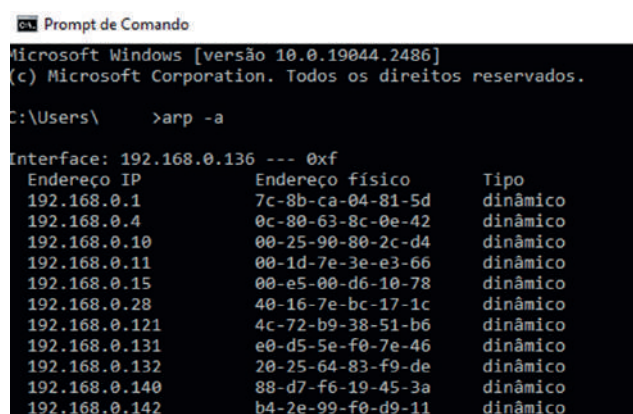 Prompt de Comando
Microsoft Windows [versão 10.0.19044.2486]
(c) Microsoft Corporation. Todos os direitos reservados.
C:\Users\ >arp -a
Interface: 192.168.0.136 --- 0xf
Endereço IP Endereço físico Tipo
192.168.0.1 7c-8b-ca-04-81-5d dinâmico
192.168.0.4 0c-80-63-8c-0e-42 dinâmico
192.168.0.10 00-25-90-80-2c-d4 dinâmico
192.168.0.11 00-1d-7e-3e-e3-66 dinâmico
192.168.0.15 00-e5-00-d6-10-78 dinâmico
192.168.0.28 40-16-7e-bc-17-1c dinâmico
192.168.0.121 4c-72-b9-38-51-b6 dinâmico
192.168.0.131 e0-d5-5e-f0-7e-46 dinâmico
192.168.0.132 20-25-64-83-f9-de dinâmico
192.168.0.140 88-d7-f6-19-45-3a dinâmico
192.168.0.142 b4-2e-99-f0-d9-11 dinâmico